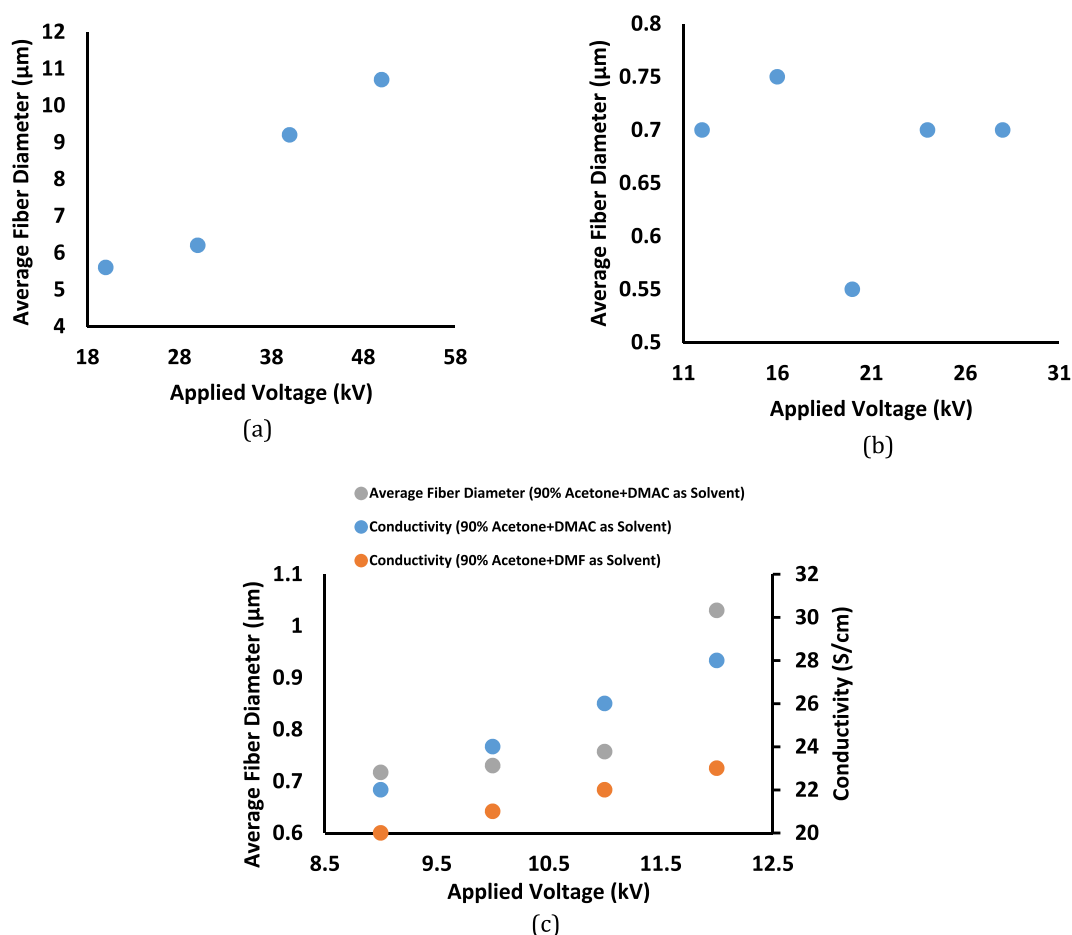 12
11
10
9
8
7
6
5
4
Average Fiber Diameter (µm)
18 28 38 48 58
Applied Voltage (kV)
(a)
0.8
0.75
0.7
0.65
0.6
0.55
0.5
Average Fiber Diameter (µm)
11 16 21 26 31
Applied Voltage (kV)
(b)
Average Fiber Diameter (90% Acetone+DMAC as Solvent)
Conductivity (90% Acetone+DMAC as Solvent)
Conductivity (90% Acetone+DMF as Solvent)
1.1
1
0.9
0.8
0.7
0.6
Average Fiber Diameter (µm)
32
30
28
26
24
22
20
Conductivity (S/cm)
8.5 9.5 10.5 11.5 12.5
Applied Voltage (kV)
(c)